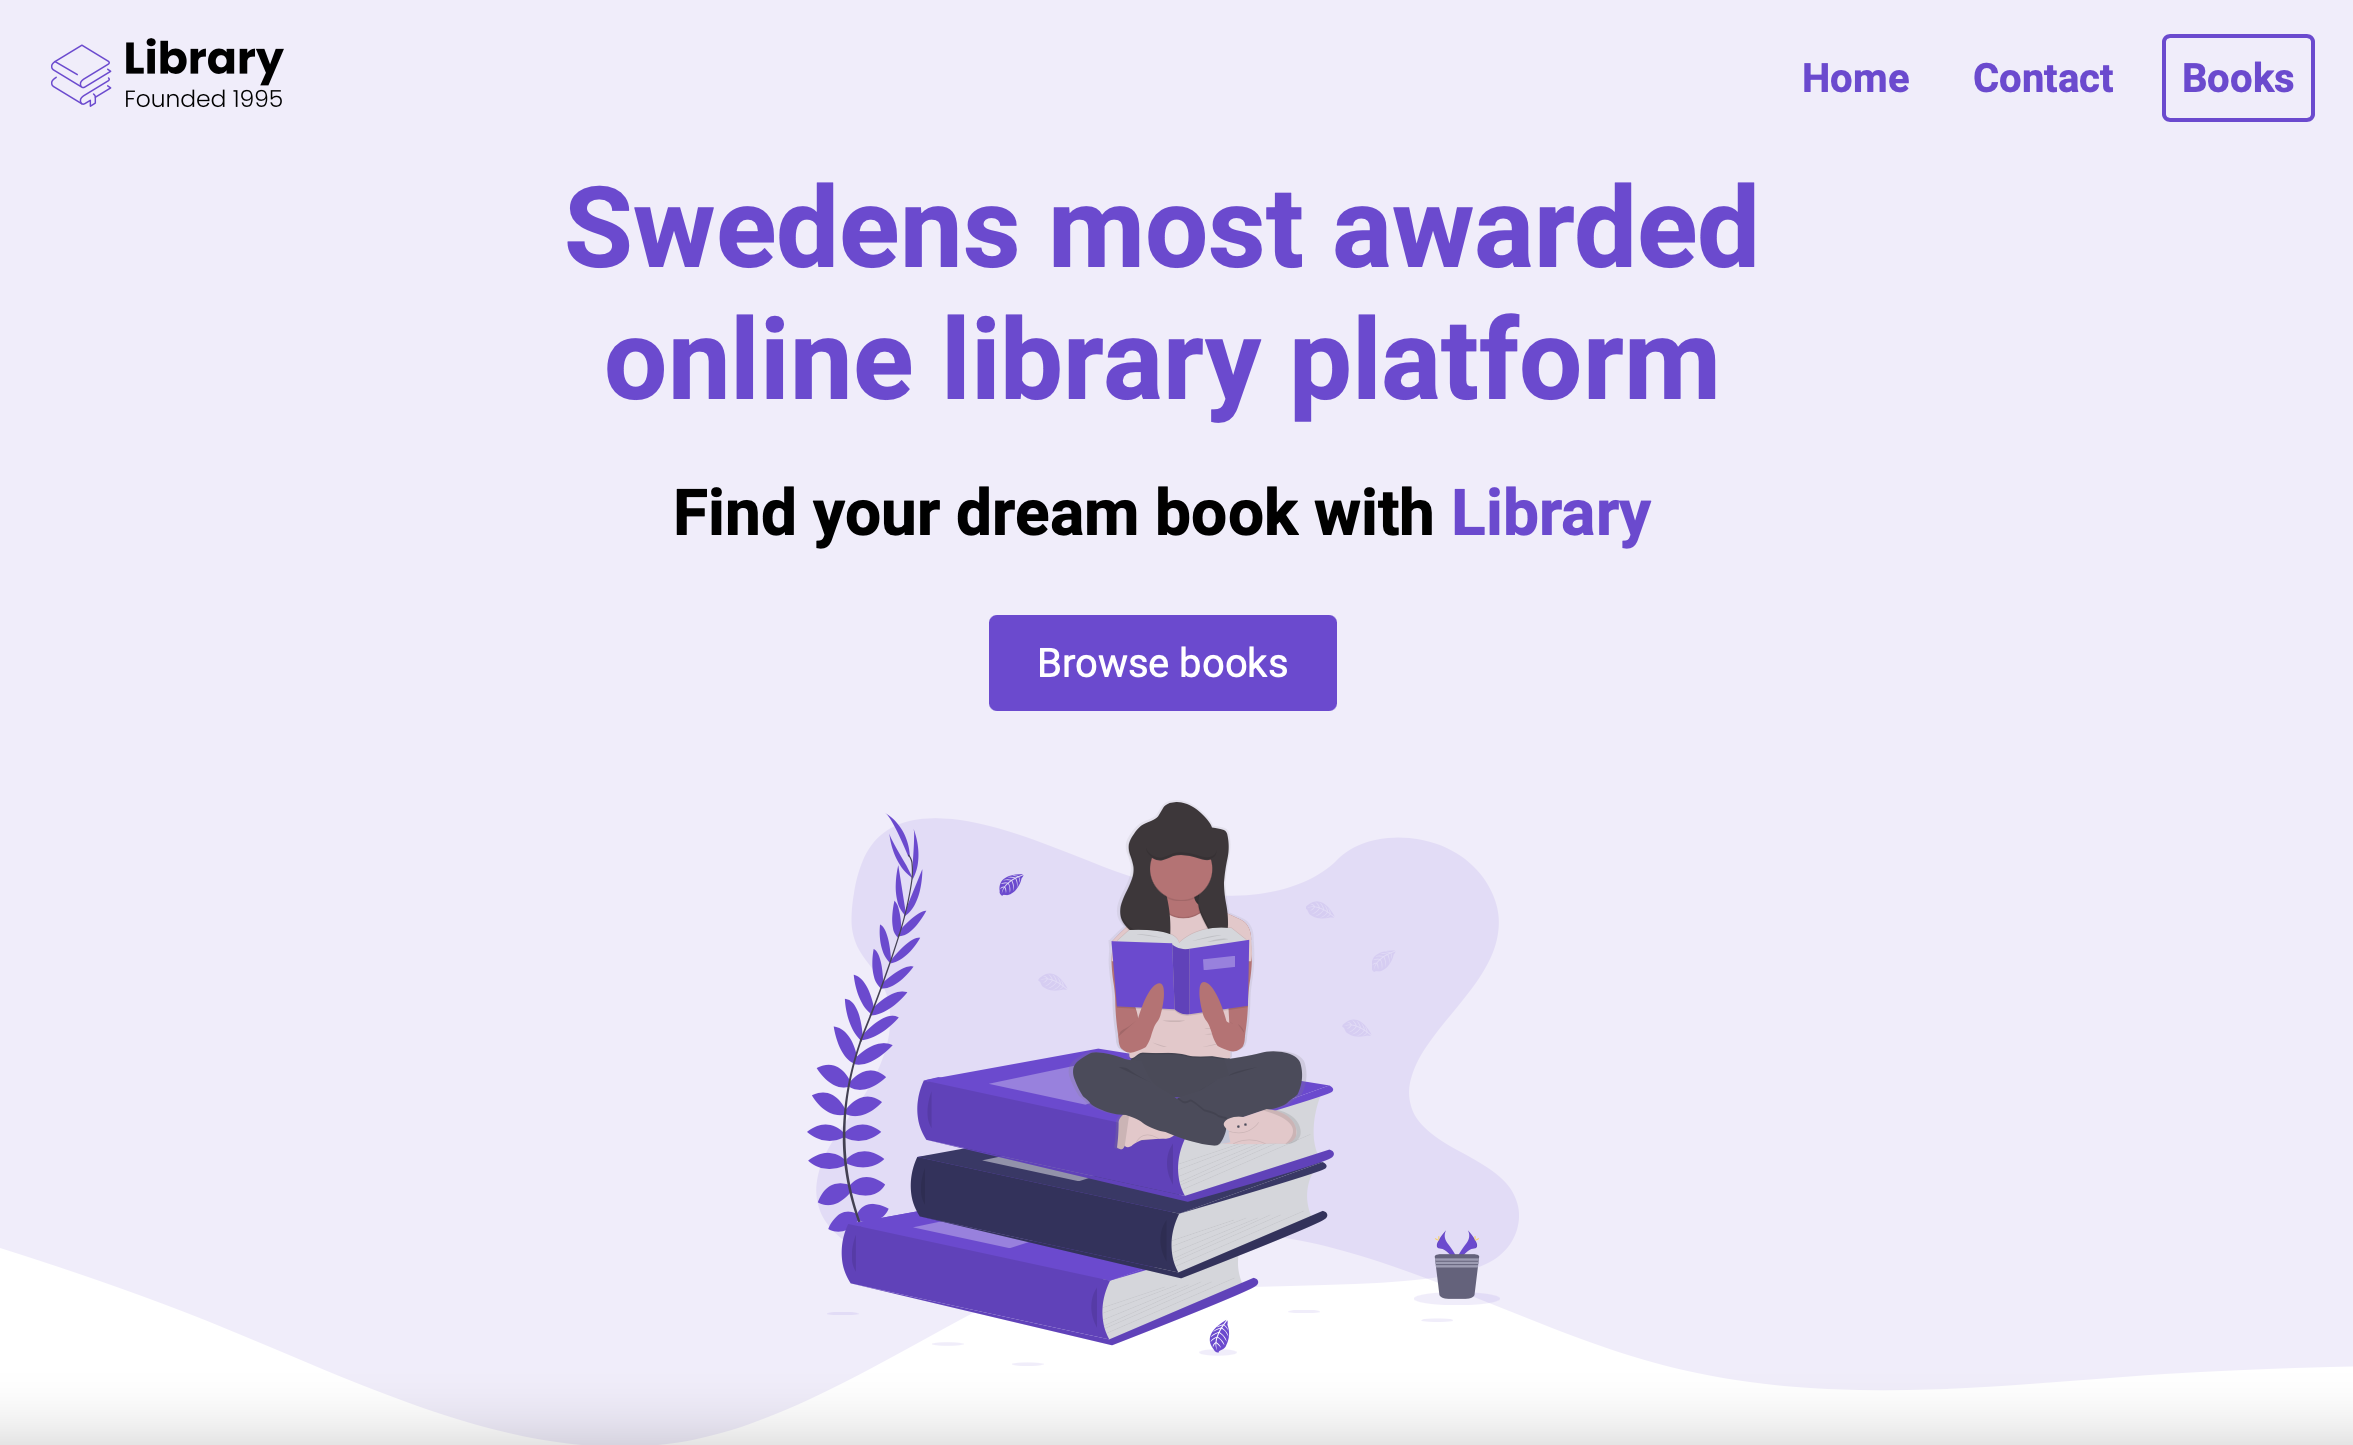 Library
Founded 1995
Home
Contact
Books
Swedens most awarded
online library platform
Find your dream book with Library
Browse books